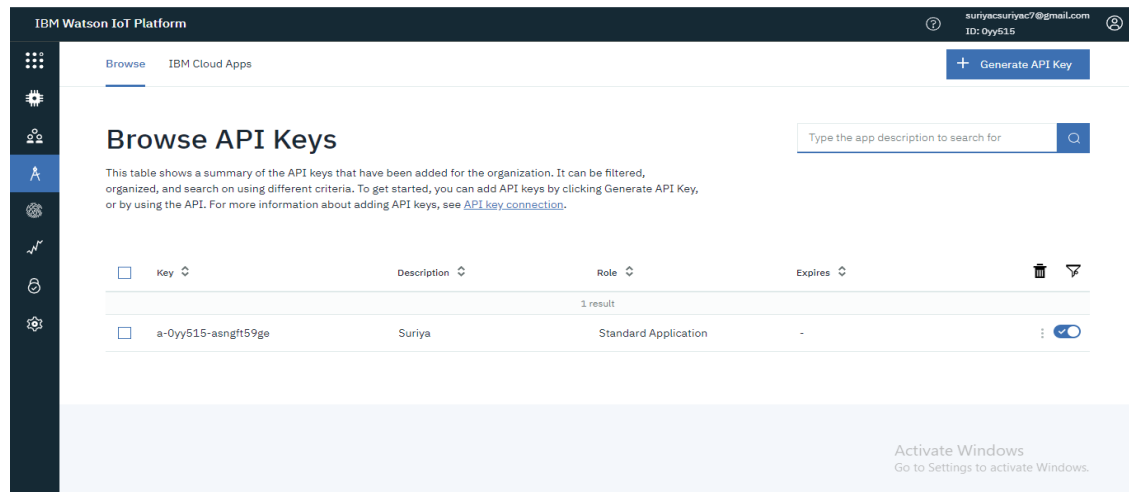 IBM Watson IoT Platform
suriyacsuriyac7@gmail.com
ID: 0yy515
Browse IBM Cloud Apps
+ Generate API Key
Browse API Keys
Type the app description to search for
This table shows a summary of the API keys that have been added for the organization. It can be filtered,
organized, and search on using different criteria. To get started, you can add API keys by clicking Generate API Key,
or by using the API. For more information about adding API keys, see API key connection.
Key Description Role Expires
1 result
a-0yy515-asngft59ge Suriya Standard Application -
Activate Windows
Go to Settings to activate Windows.